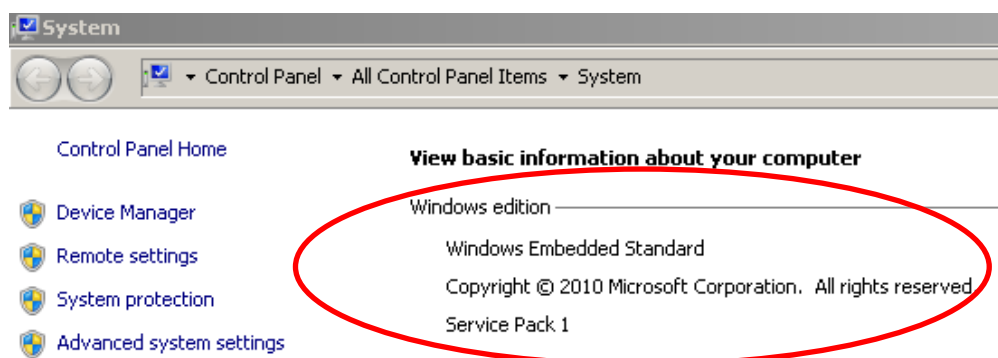 System
Control Panel All Control Panel Items System
Control Panel Home
View basic information about your computer
Device Manager
Windows edition
Remote settings
Windows Embedded Standard
System protection
Copyright © 2010 Microsoft Corporation. All rights reserved.
Advanced system settings
Service Pack 1